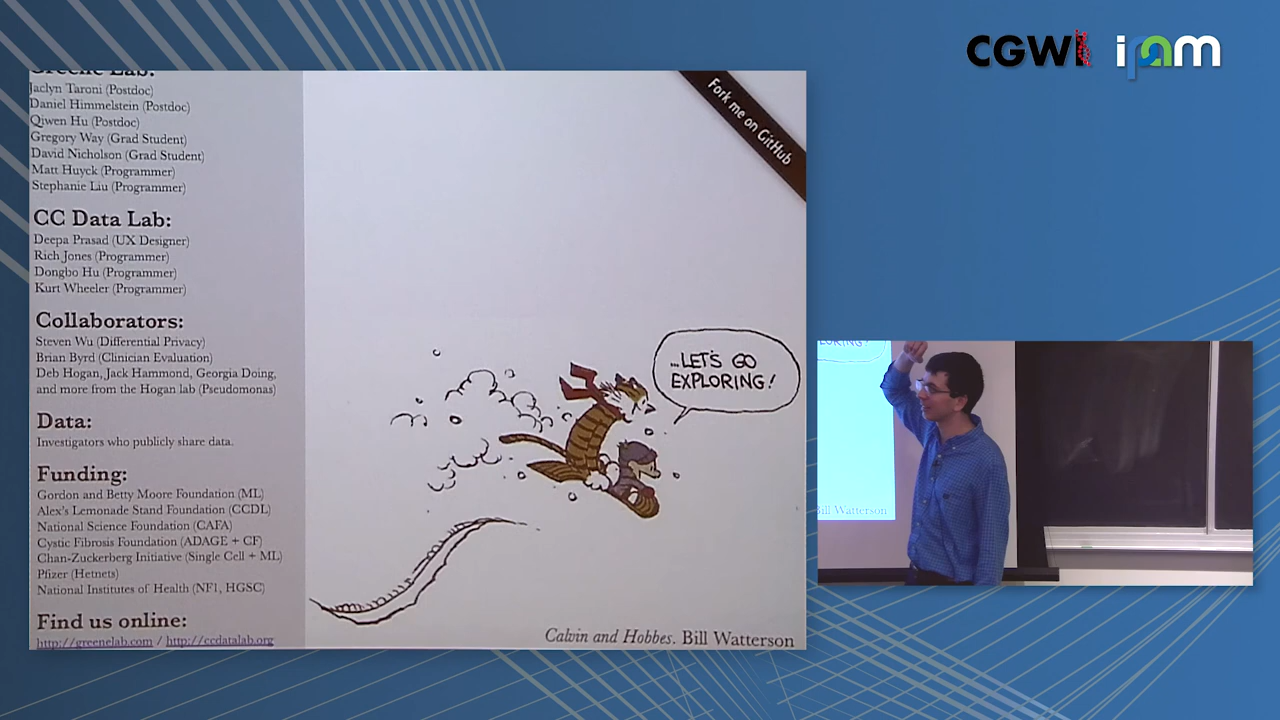 CGWI ipam
Greene Lab:
Jaclyn Taroni (Postdoc)
Daniel Himmelstein (Postdoc)
Qiwen Hu (Postdoc)
Gregory Way (Grad Student)
David Nicholson (Grad Student)
Matt Huyck (Programmer)
Stephanie Liu (Programmer)
CC Data Lab:
Deepa Prasad (UX Designer)
Rich Jones (Programmer)
Dongbo Hu (Programmer)
Kurt Wheeler (Programmer)
Collaborators:
Steven Wu (Differential Privacy)
Brian Byrd (Clinician Evaluation)
Deb Hogan, Jack Hammond, Georgia Doing,
and more from the Hogan lab (Pseudomonas)
Data:
Investigators who publicly share data.
Funding:
Gordon and Betty Moore Foundation (ML)
Alex's Lemonade Stand Foundation (CCDL)
National Science Foundation (CAFA)
Cystic Fibrosis Foundation (ADAGE + CF)
Chan-Zuckerberg Initiative (Single Cell + ML)
Pfizer (Hetnets)
National Institutes of Health (NF1, HGSC)
Find us online:
http://greenelab.com / http://ccdatalab.org
Fork me on GitHub
...LET'S GO
EXPLORING!
Calvin and Hobbes. Bill Watterson
LORING!
Bill Watterson